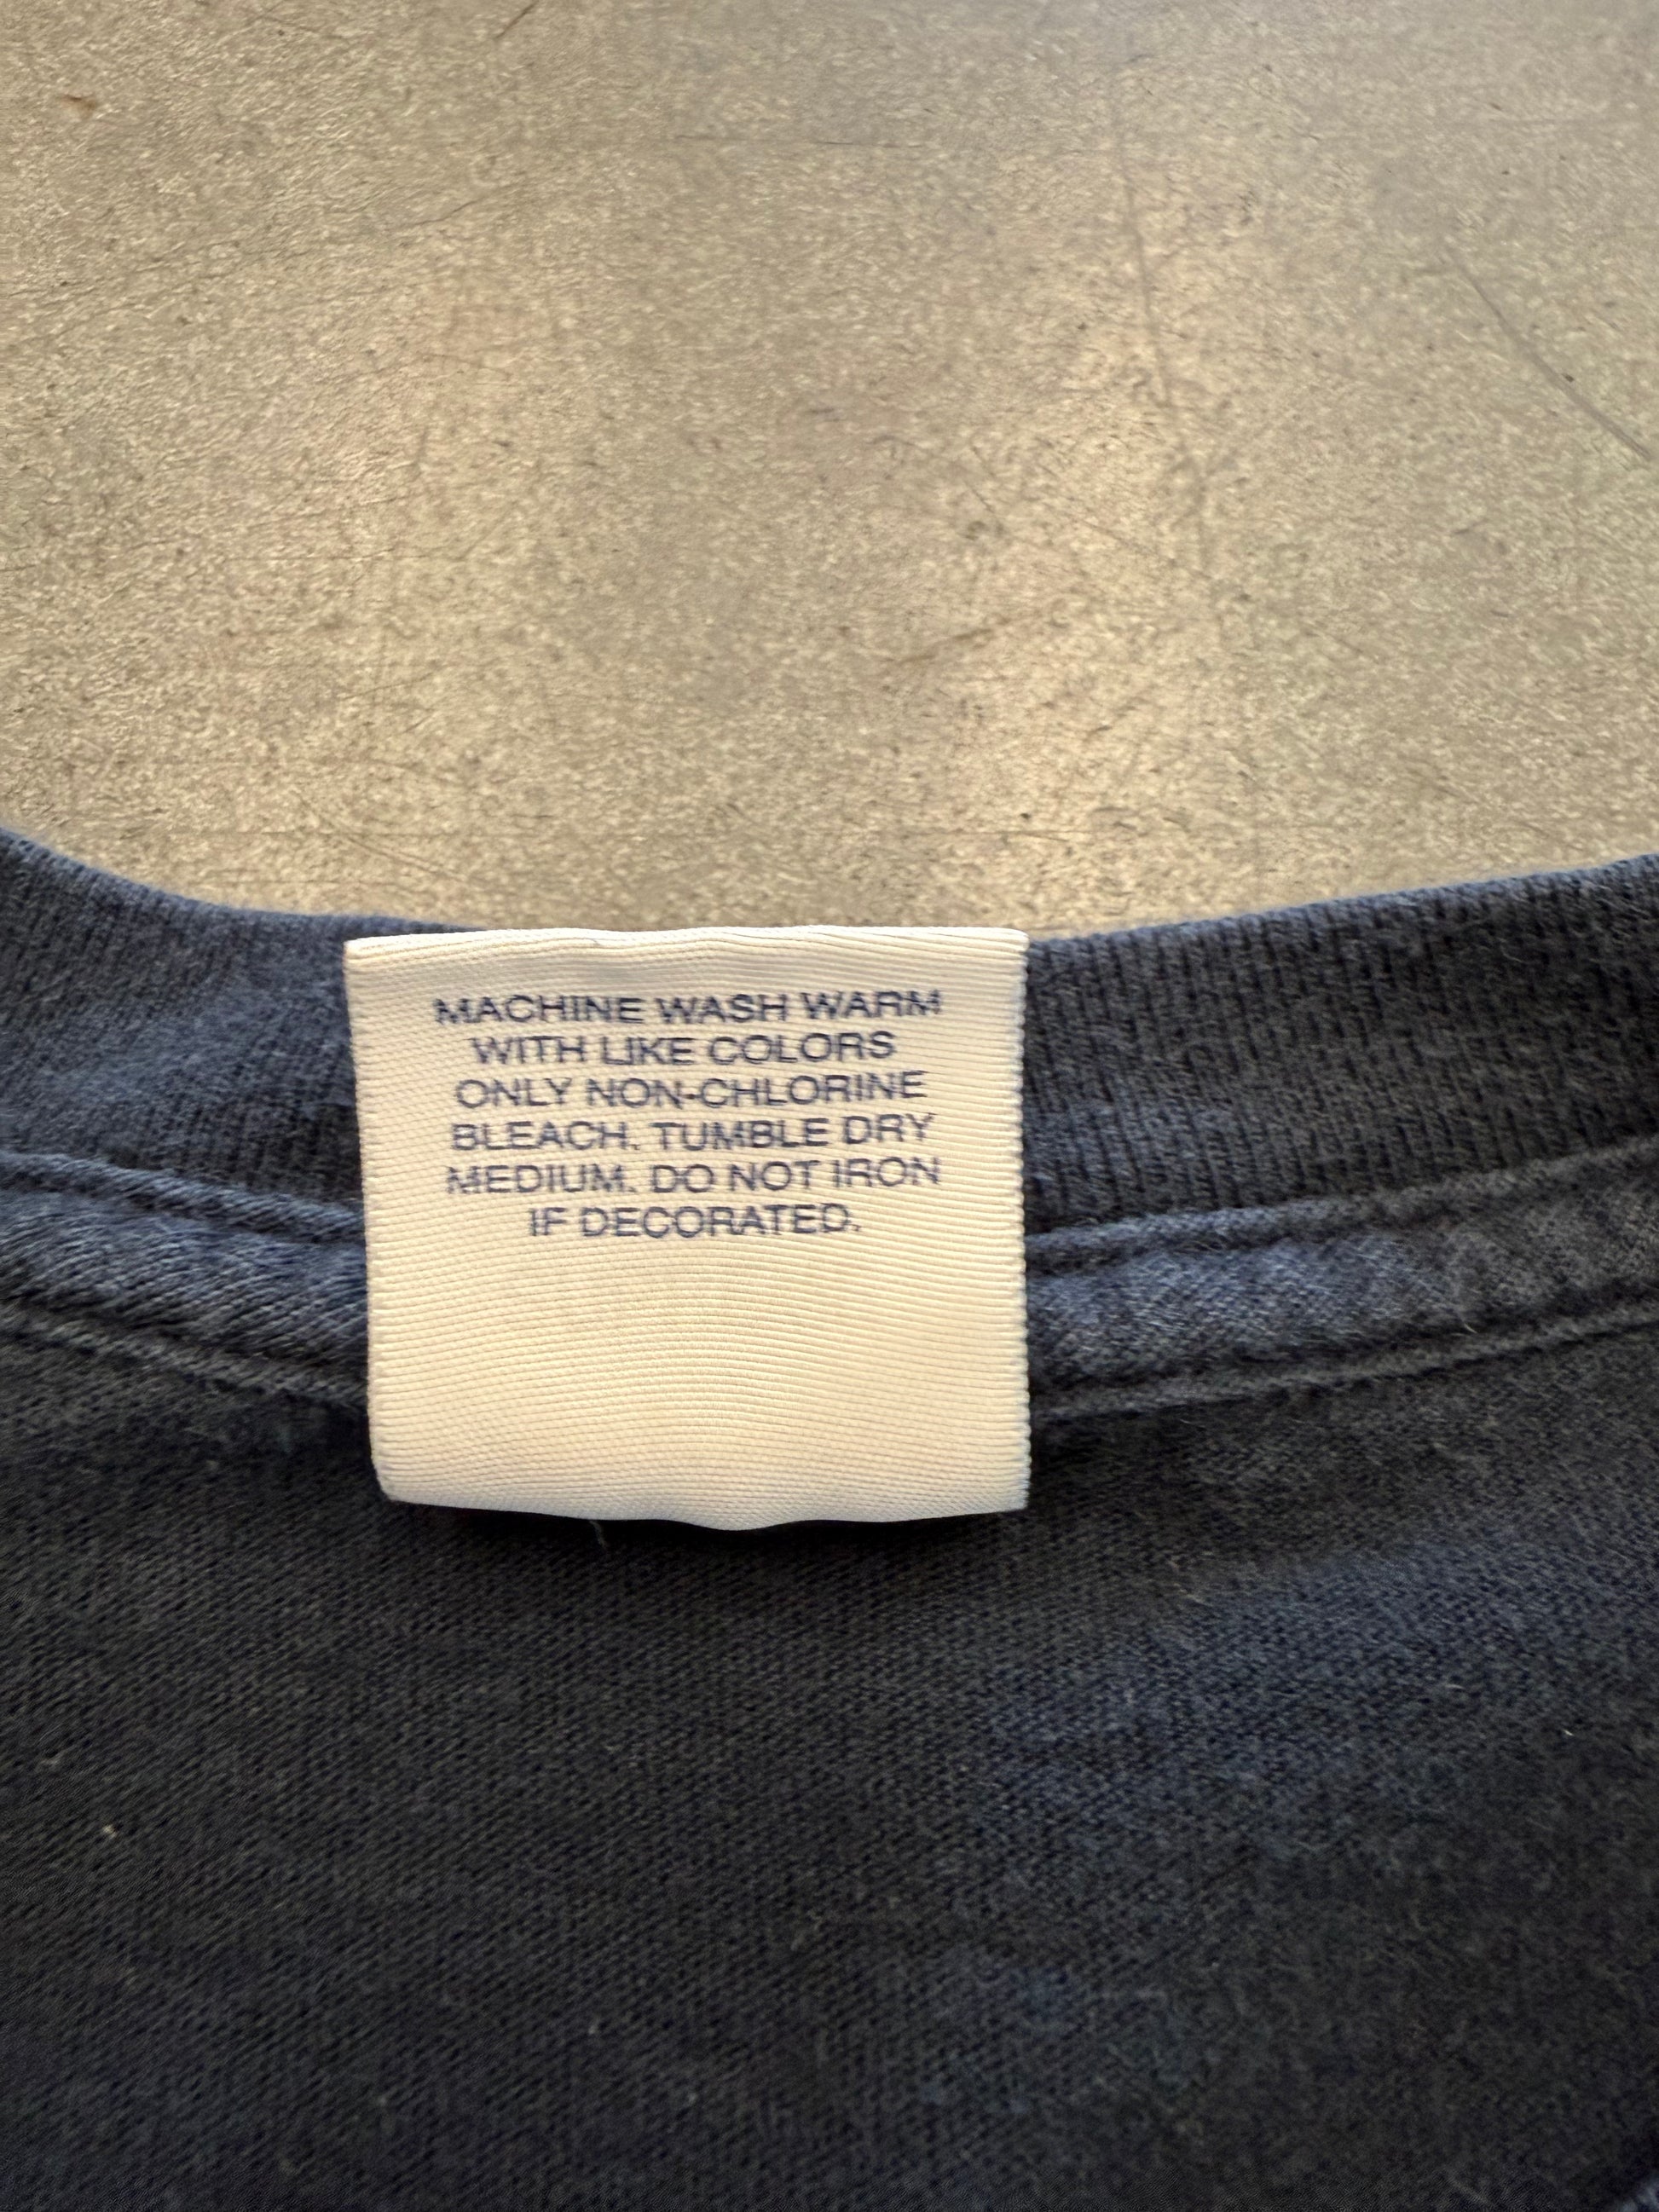 MACHINE WASH WARM
WITH LIKE COLORS
ONLY NON-CHLORINE
BLEACH. TUMBLE DRY
MEDIUM. DO NOT IRON
IF DECORATED.